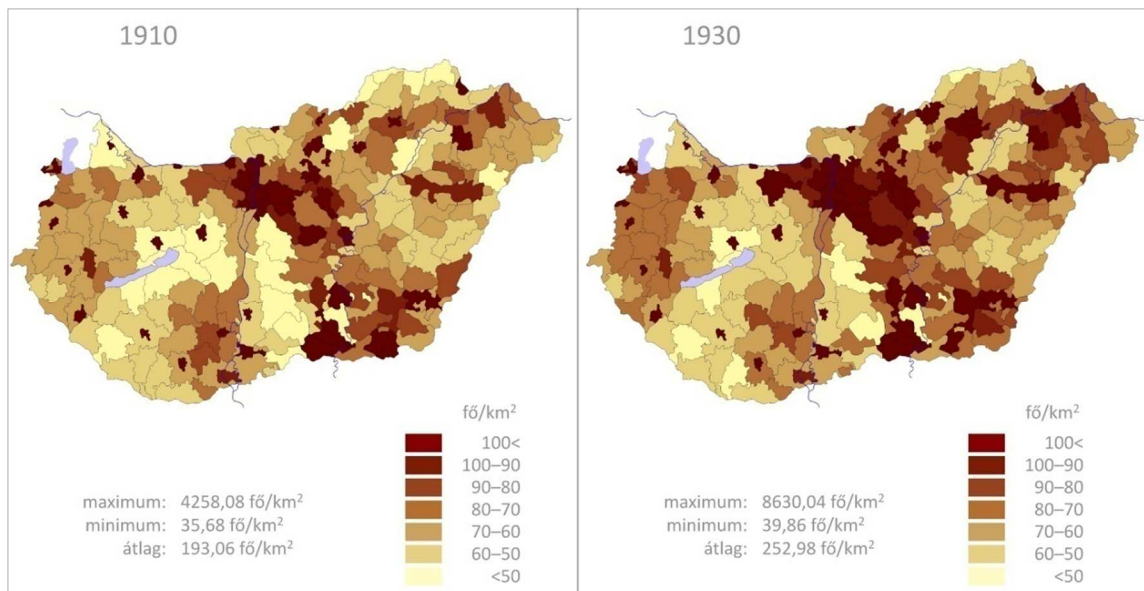 1910
fő/km²
100<
100–90
90–80
80–70
70–60
60–50
<50
maximum: 4258,08 fő/km²
minimum: 35,68 fő/km²
átlag: 193,06 fő/km²
1930
fő/km²
100<
100–90
90–80
80–70
70–60
60–50
<50
maximum: 8630,04 fő/km²
minimum: 39,86 fő/km²
átlag: 252,98 fő/km²